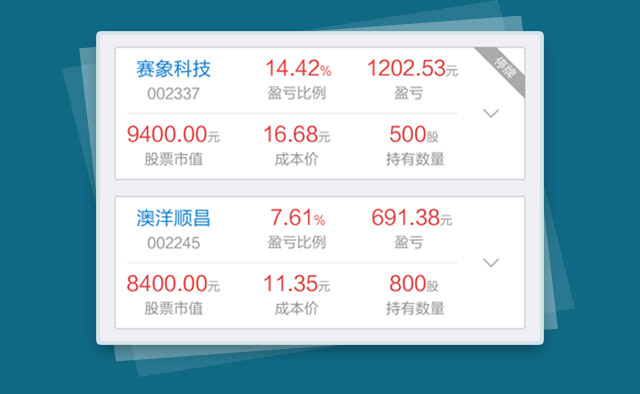 赛象科技 14.42% 1202.53元 停牌
002337 盈亏比例 盈亏
9400.00元 16.68元 500股
股票市值 成本价 持有数量
澳洋顺昌 7.61% 691.38元
002245 盈亏比例 盈亏
8400.00元 11.35元 800股
股票市值 成本价 持有数量